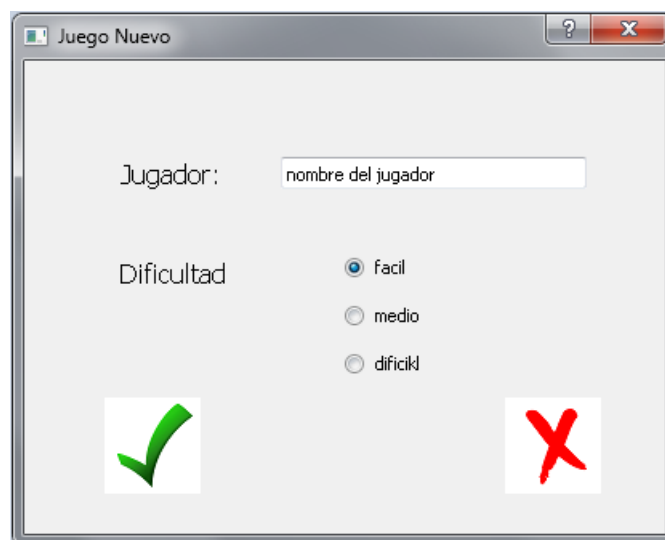 Juego Nuevo
?
X
Jugador:
nombre del jugador
Dificultad
facil
medio
dificikl